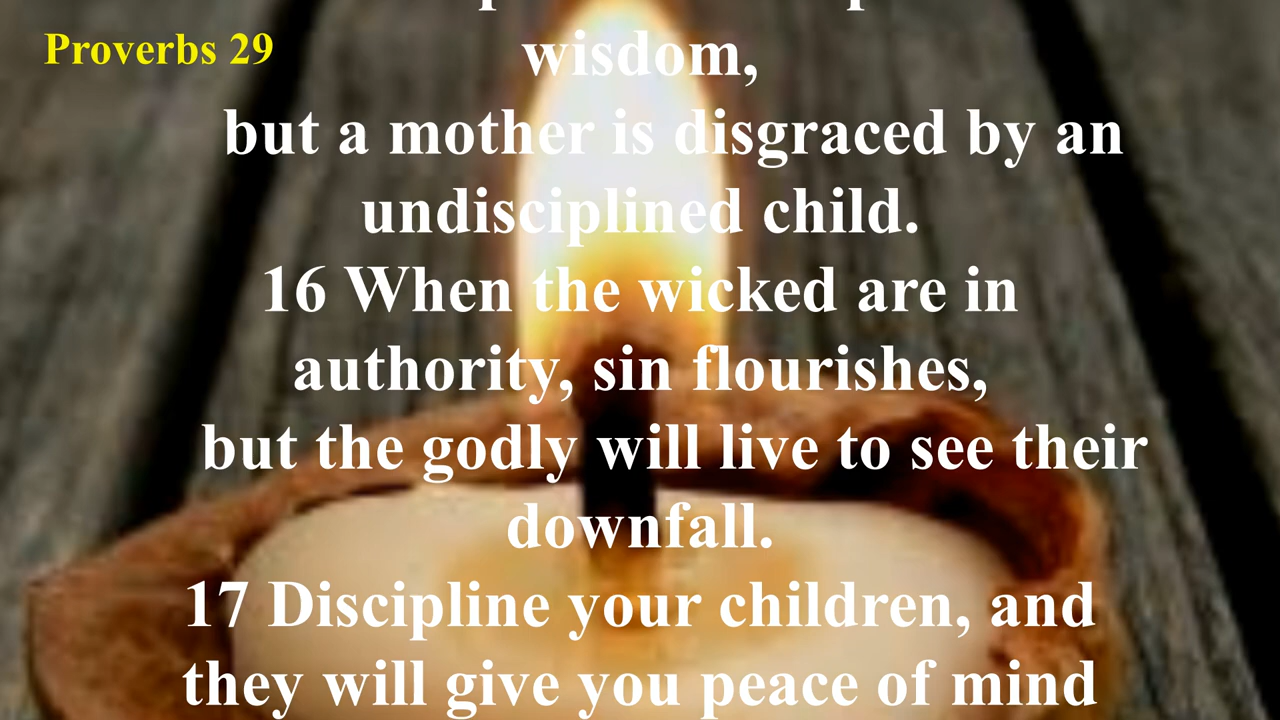 Proverbs 29
wisdom,
but a mother is disgraced by an
undisciplined child.
16 When the wicked are in
authority, sin flourishes,
but the godly will live to see their
downfall.
17 Discipline your children, and
they will give you peace of mind